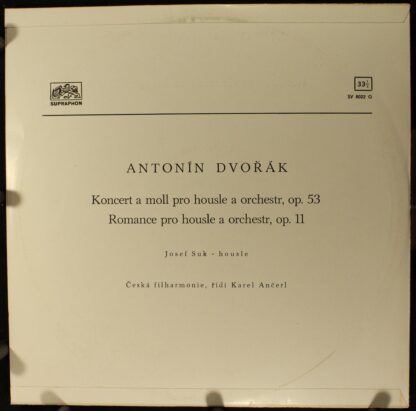 SUPRAPHON
33⅓
SV 8002 G
ANTONÍN DVOŘÁK
Koncert a moll pro housle a orchestr, op. 53
Romance pro housle a orchestr, op. 11
Josef Suk - housle
Česká filharmonie, řídí Karel Ančerl